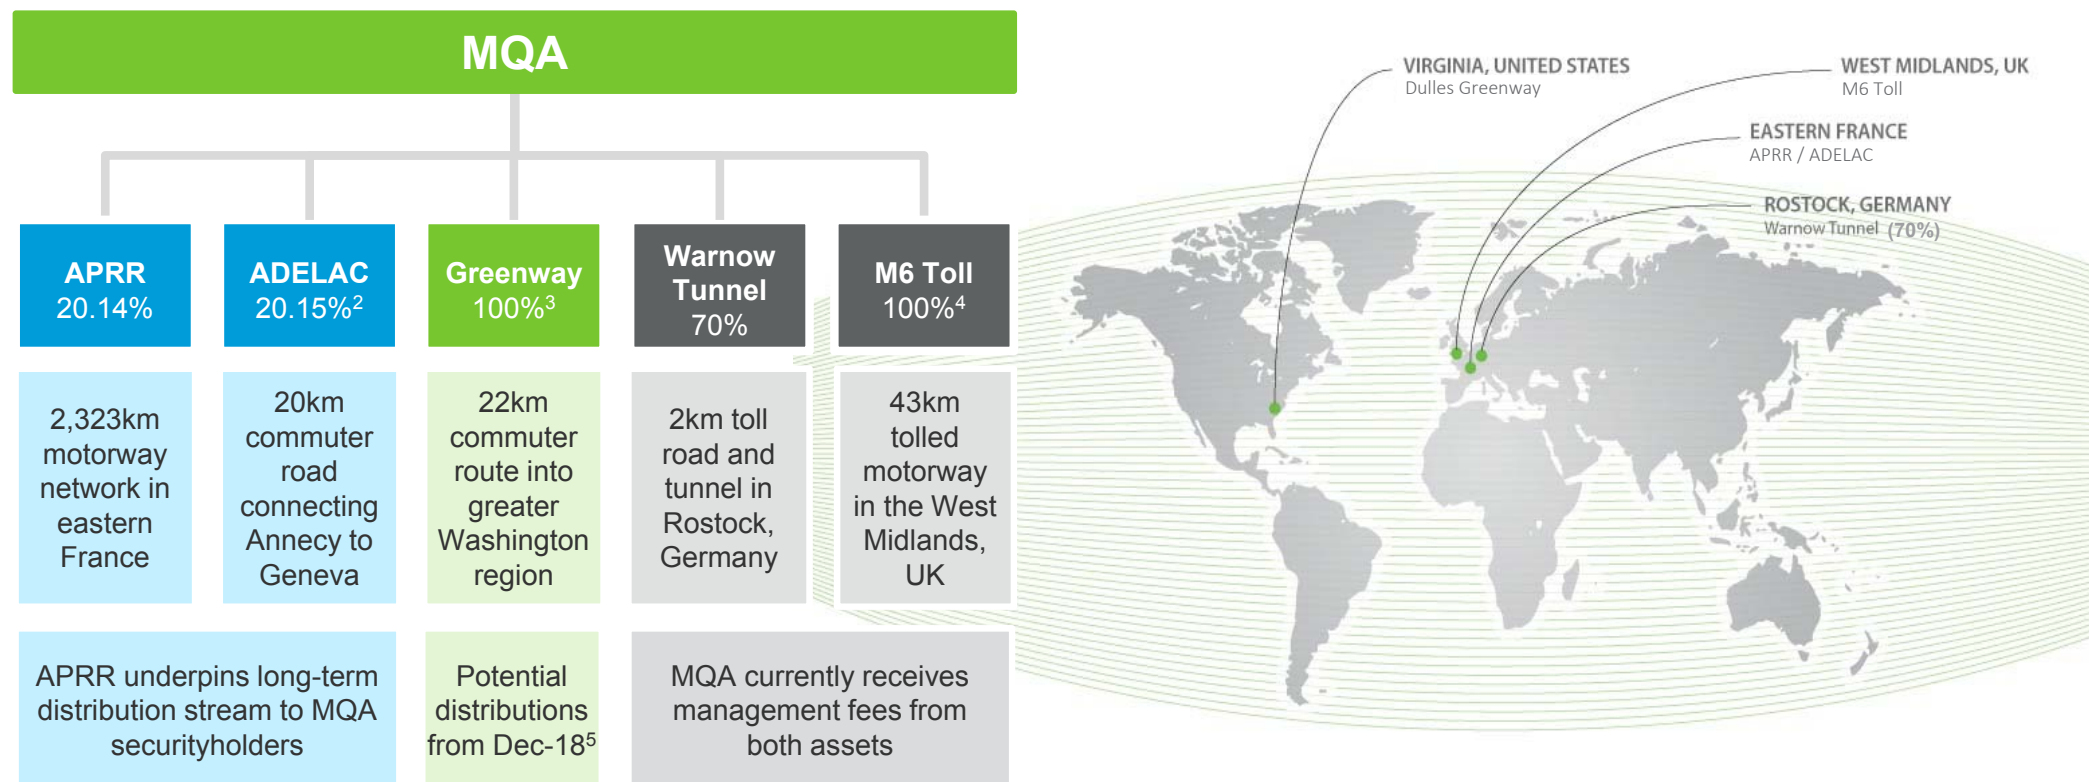 MQA
APRR
20.14%
ADELAC
20.15%2
Greenway
100%3
Warnow
Tunnel
70%
M6 Toll
100%4
2,323km
motorway
network in
eastern
France
20km
commuter
road
connecting
Annecy to
Geneva
22km
commuter
route into
greater
Washington
region
2km toll
road and
tunnel in
Rostock,
Germany
43km
tolled
motorway
in the West
Midlands,
UK
APRR underpins long-term
distribution stream to MQA
securityholders
Potential
distributions
from Dec-185
MQA currently receives
management fees from
both assets
VIRGINIA, UNITED STATES
Dulles Greenway
WEST MIDLANDS, UK
M6 Toll
EASTERN FRANCE
APRR / ADELAC
ROSTOCK, GERMANY
Warnow Tunnel (70%)